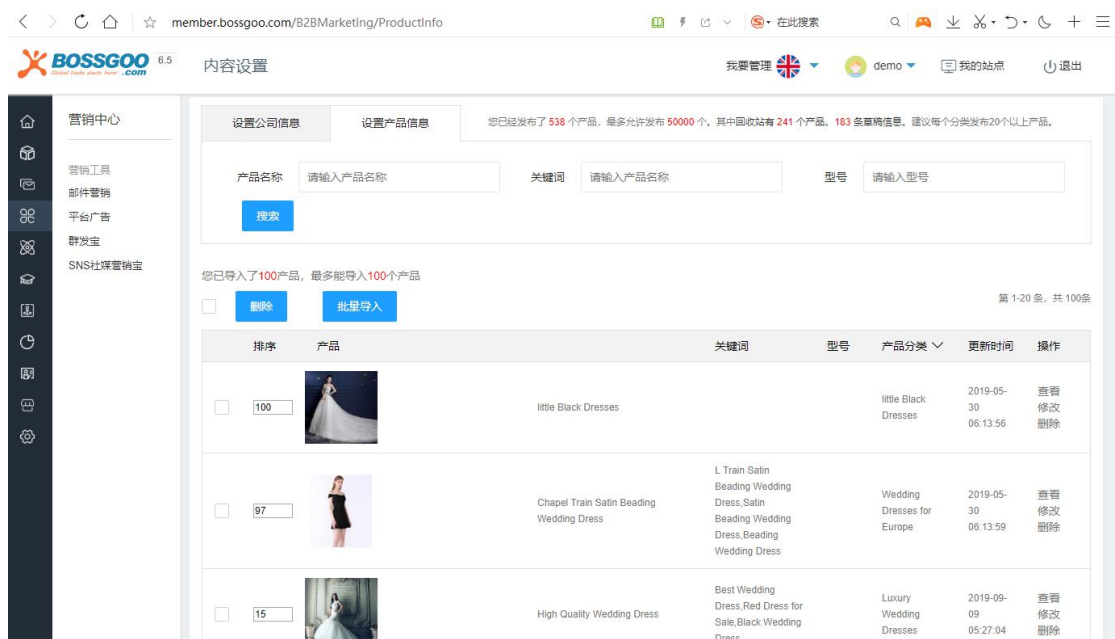 member.bossgoo.com/B2BMarketing/ProductInfo
在此搜索
BOSSGOO
.com
6.5
内容设置
我要管理
demo
我的站点
退出
营销中心
营销工具
邮件营销
平台广告
群发宝
SNS社媒营销宝
设置公司信息
设置产品信息
您已经发布了 538 个产品，最多允许发布 50000 个。其中回收站有 241 个产品。183 条草稿信息。建议每个分类发布20个以上产品。
产品名称
请输入产品名称
关键词
请输入产品名称
型号
请输入型号
搜索
您已导入了100产品，最多能导入100个产品
删除
批量导入
第 1-20 条，共 100条
排序
产品
关键词
型号
产品分类
更新时间
操作
100
little Black Dresses
little Black
Dresses
2019-05-
30
06:13:56
查看
修改
删除
97
Chapel Train Satin Beading
Wedding Dress
L Train Satin
Beading Wedding
Dress,Satin
Beading Wedding
Dress,Beading
Wedding Dress
Wedding
Dresses for
Europe
2019-05-
30
06:13:59
查看
修改
删除
15
High Quality Wedding Dress
Best Wedding
Dress,Red Dress for
Sale,Black Wedding
Dress
Luxury
Wedding
Dresses
2019-09-
09
05:27:04
查看
修改
删除